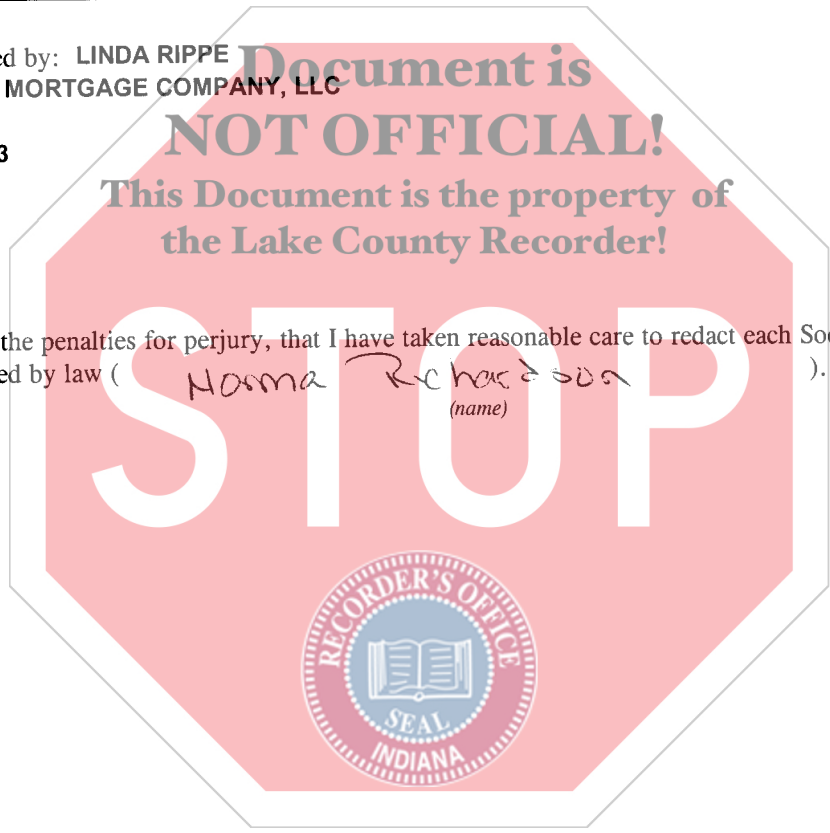 ed by: LINDA RIPPE
MORTGAGE COMPANY, LLC
3
Document is
NOT OFFICIAL!
This Document is the property of
the Lake County Recorder!
the penalties for perjury, that I have taken reasonable care to redact each Soc
ed by law ( Norma Richardson ).
(name)
STOP
RECORDER'S OFFICE
SEAL
INDIANA